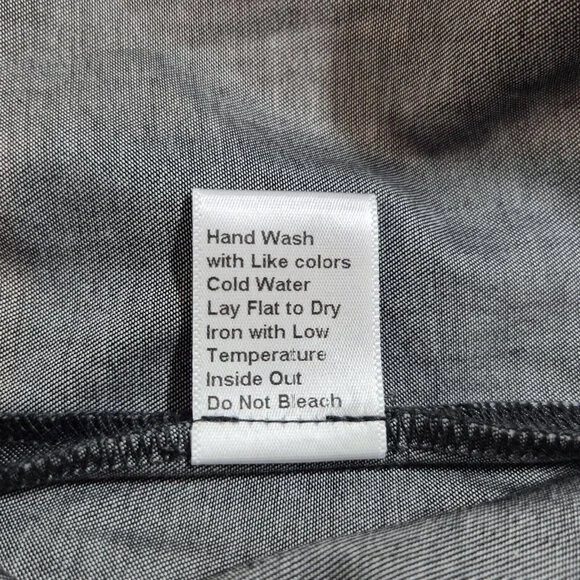 Hand Wash
with Like colors
Cold Water
Lay Flat to Dry
Iron with Low
Temperature
Inside Out
Do Not Bleach